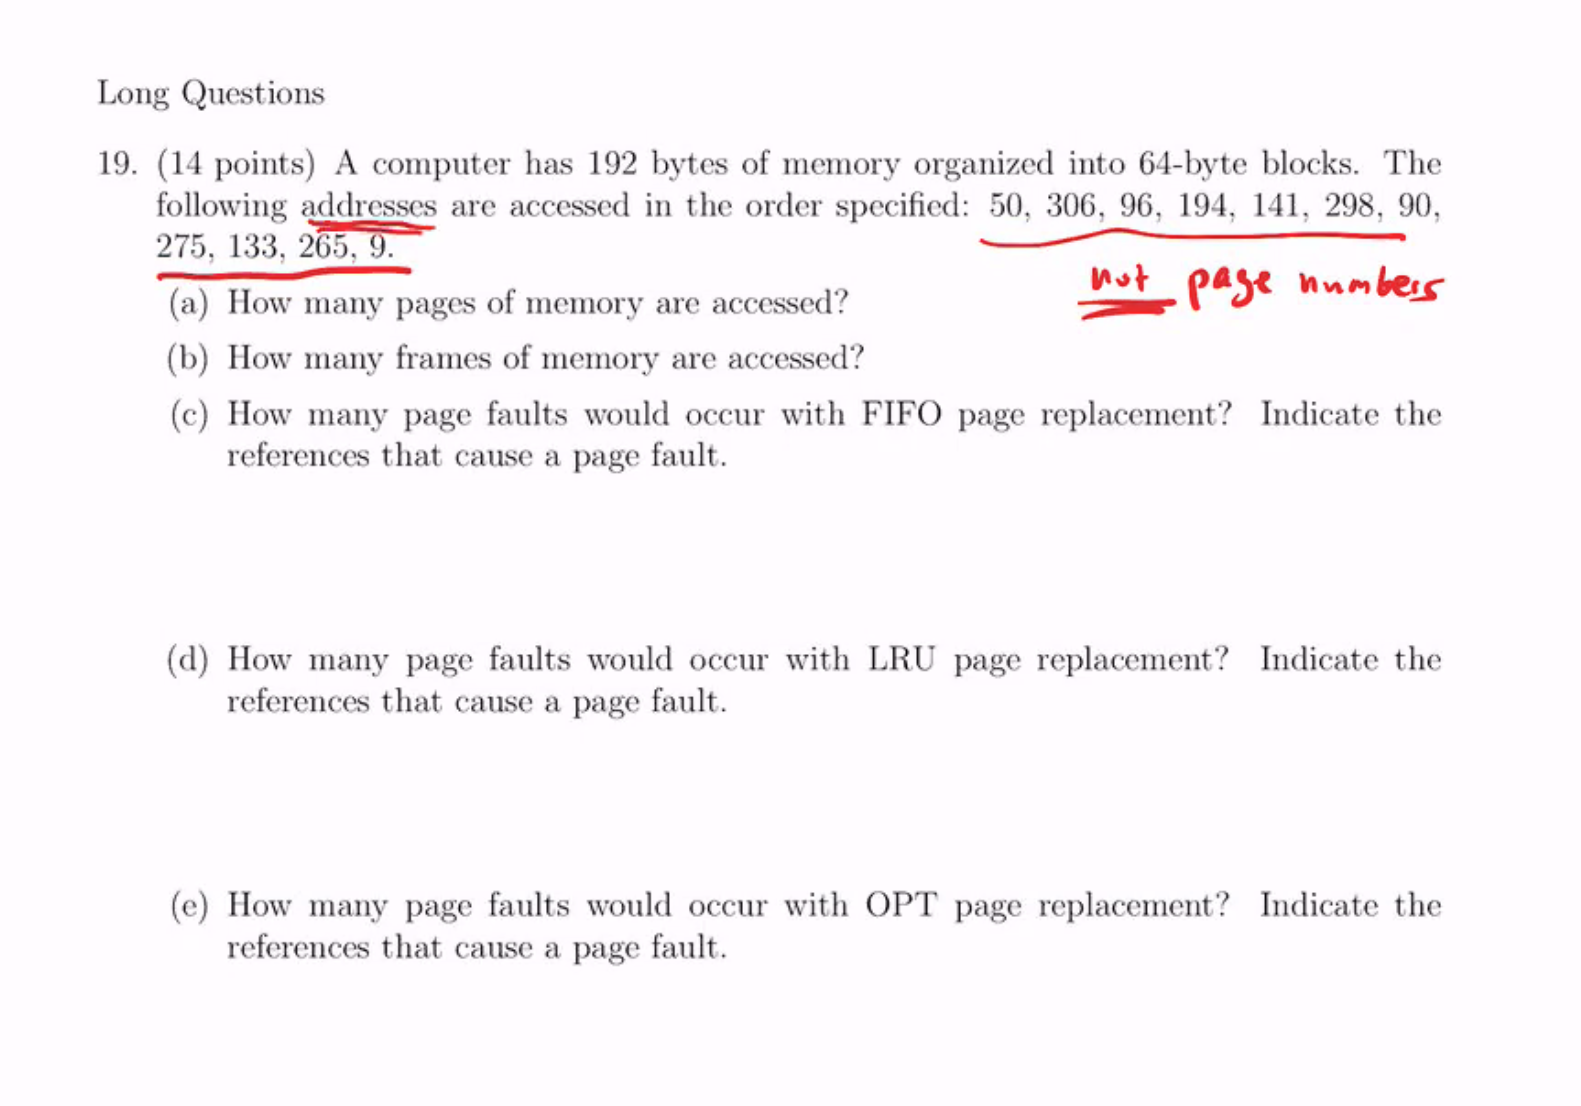 Long Questions
19. (14 points) A computer has 192 bytes of memory organized into 64-byte blocks. The
following addresses are accessed in the order specified: 50, 306, 96, 194, 141, 298, 90,
275, 133, 265, 9.
not page numbers
(a) How many pages of memory are accessed?
(b) How many frames of memory are accessed?
(c) How many page faults would occur with FIFO page replacement? Indicate the
references that cause a page fault.
(d) How many page faults would occur with LRU page replacement? Indicate the
references that cause a page fault.
(e) How many page faults would occur with OPT page replacement? Indicate the
references that cause a page fault.